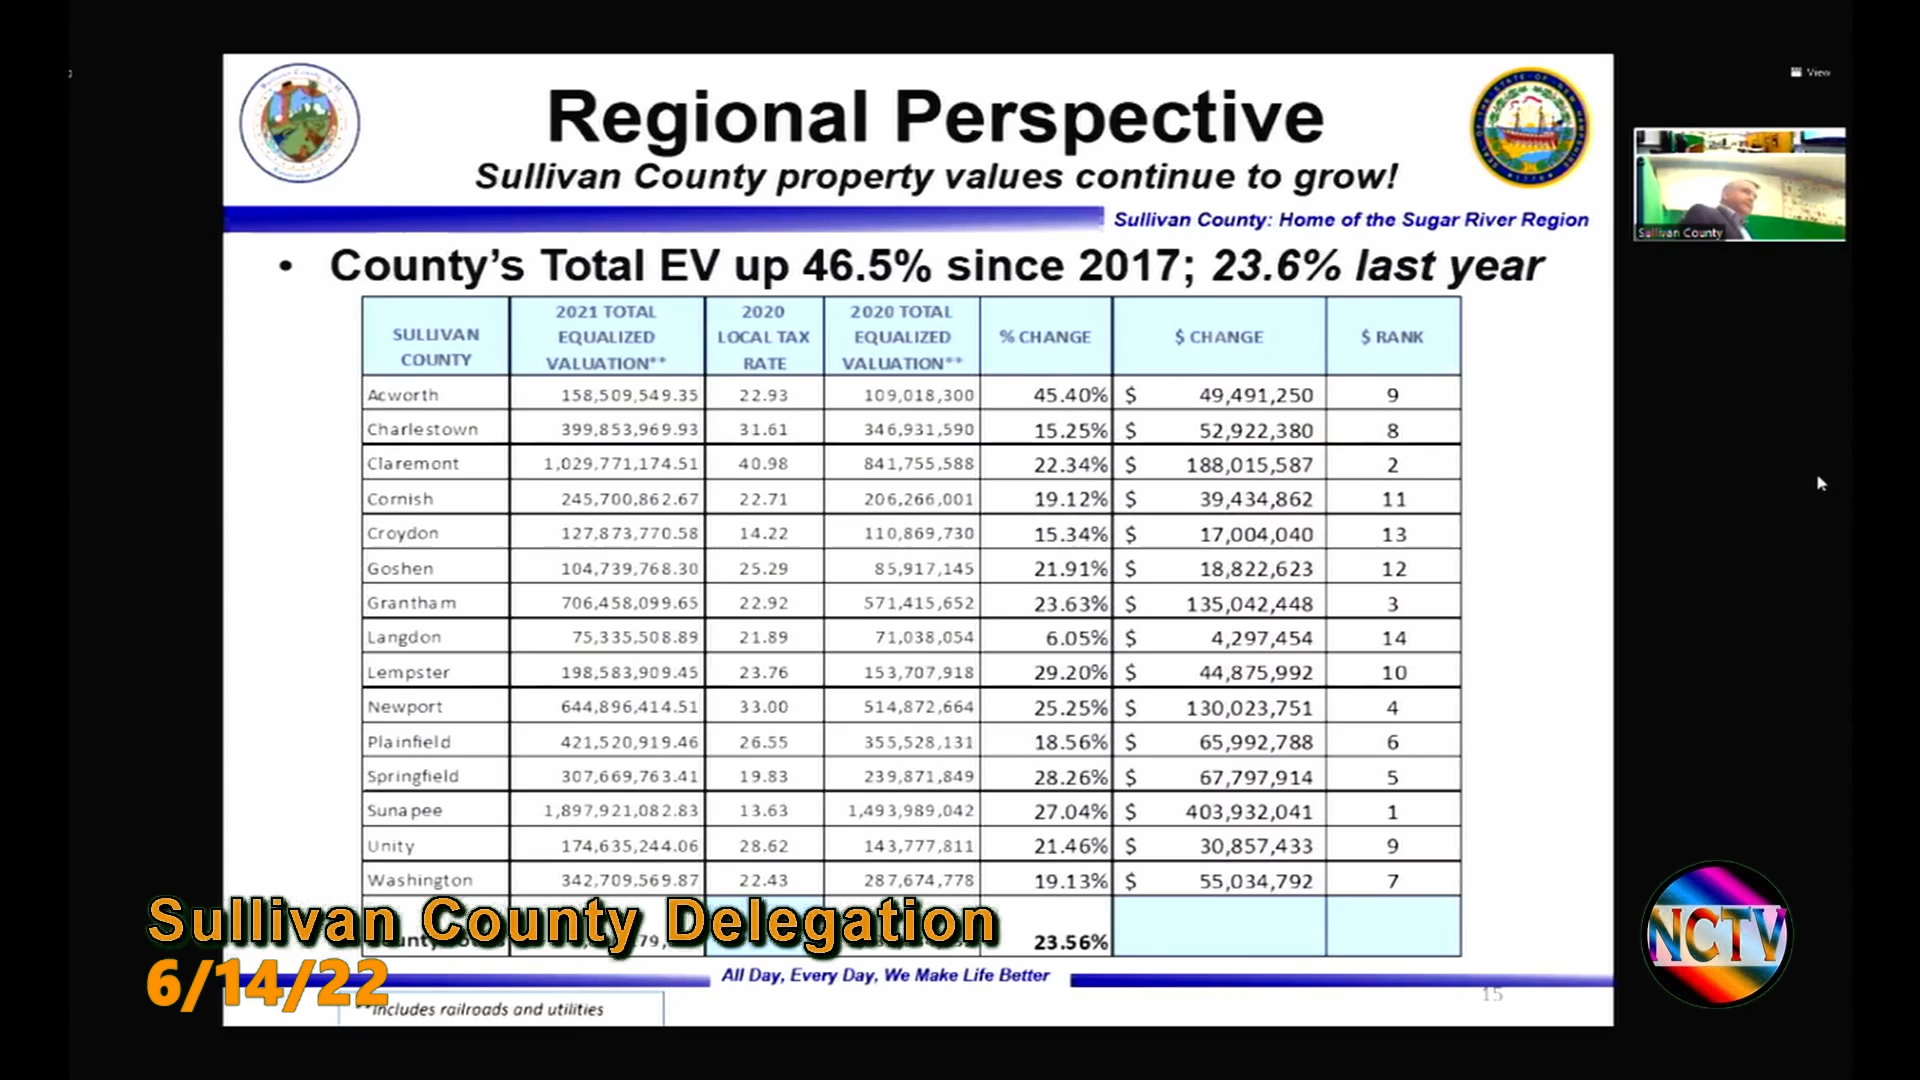 View
Regional Perspective
Sullivan County property values continue to grow!
Sullivan County: Home of the Sugar River Region
Sullivan County
• County's Total EV up 46.5% since 2017; 23.6% last year
SULLIVAN COUNTY 2021 TOTAL EQUALIZED VALUATION** 2020 LOCAL TAX RATE 2020 TOTAL EQUALIZED VALUATION** % CHANGE $ CHANGE $ RANK
Acworth 158,509,549.35 22.93 109,018,300 45.40% $ 49,491,250 9
Charlestown 399,853,969.93 31.61 346,931,590 15.25% $ 52,922,380 8
Claremont 1,029,771,174.51 40.98 841,755,588 22.34% $ 188,015,587 2
Cornish 245,700,862.67 22.71 206,266,001 19.12% $ 39,434,862 11
Croydon 127,873,770.58 14.22 110,869,730 15.34% $ 17,004,040 13
Goshen 104,739,768.30 25.29 85,917,145 21.91% $ 18,822,623 12
Grantham 706,458,099.65 22.92 571,415,652 23.63% $ 135,042,448 3
Langdon 75,335,508.89 21.89 71,038,054 6.05% $ 4,297,454 14
Lempster 198,583,909.45 23.76 153,707,918 29.20% $ 44,875,992 10
Newport 644,896,414.51 33.00 514,872,664 25.25% $ 130,023,751 4
Plainfield 421,520,919.46 26.55 355,528,131 18.56% $ 65,992,788 6
Springfield 307,669,763.41 19.83 239,871,849 28.26% $ 67,797,914 5
Sunapee 1,897,921,082.83 13.63 1,493,989,042 27.04% $ 403,932,041 1
Unity 174,635,244.06 28.62 143,777,811 21.46% $ 30,857,433 9
Washington 342,709,569.87 22.43 287,674,778 19.13% $ 55,034,792 7
23.56%
Sullivan County Delegation
6/14/22
All Day, Every Day, We Make Life Better
15
**Includes railroads and utilities
NCTV